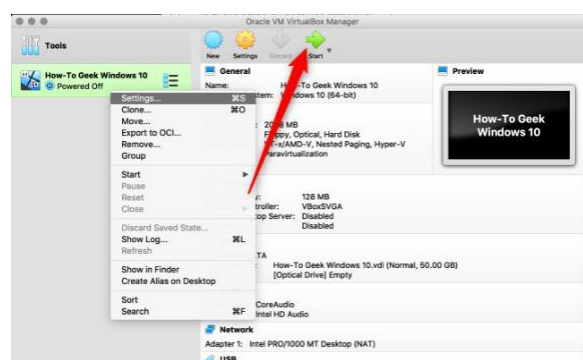 Oracle VM VirtualBox Manager
Tools
New Settings Discard Start
How-To Geek Windows 10
Powered Off
Settings... ⌘S
Clone... ⌘O
Move...
Export to OCI...
Remove...
Group
Start
Pause
Reset
Close
Discard Saved State...
Show Log... ⌘L
Refresh
Show in Finder
Create Alias on Desktop
Sort
Search ⌘F
General
Name: How-To Geek Windows 10
Windows 10 (64-bit)
MB
Optical, Hard Disk
VT-x/AMD-V, Nested Paging, Hyper-V
Paravirtualization
128 MB
VBoxSVGA
Server: Disabled
Disabled
How-To Geek Windows 10.vdi (Normal, 50.00 GB)
[Optical Drive] Empty
CoreAudio
Intel HD Audio
Network
Adapter 1: Intel PRO/1000 MT Desktop (NAT)
USB
Preview
How-To Geek
Windows 10